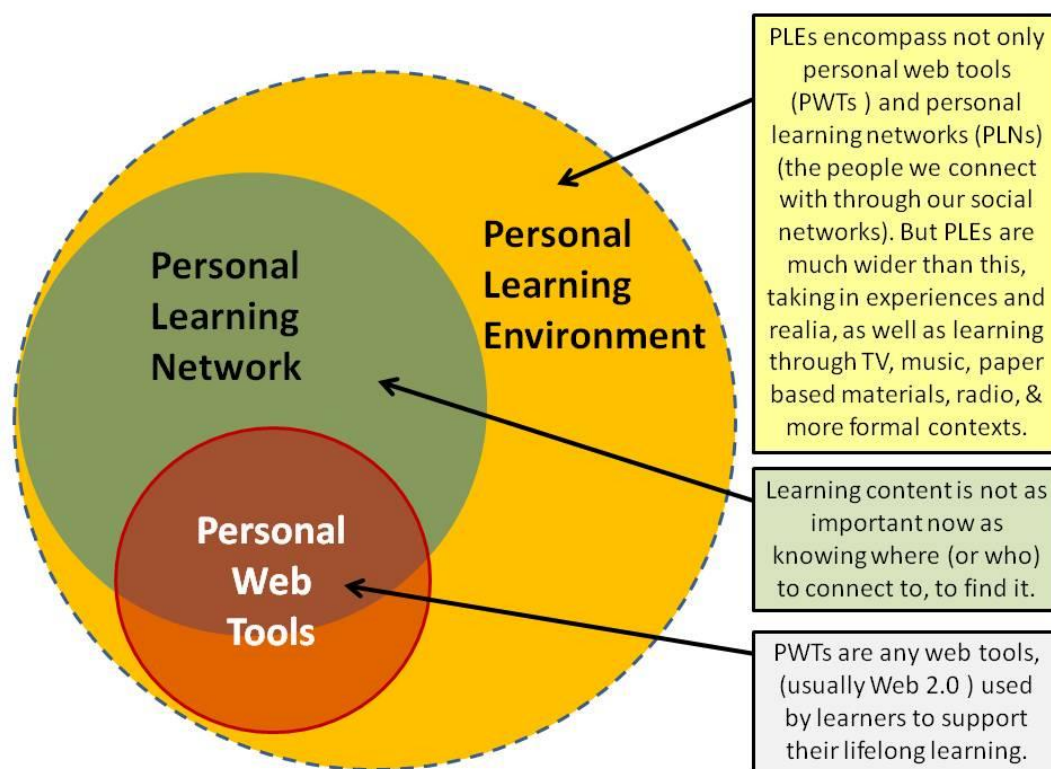 Personal
Learning
Network
Personal
Web
Tools
Personal
Learning
Environment
PLEs encompass not only
personal web tools
(PWTs ) and personal
learning networks (PLNs)
(the people we connect
with through our social
networks). But PLEs are
much wider than this,
taking in experiences and
realia, as well as learning
through TV, music, paper
based materials, radio, &
more formal contexts.
Learning content is not as
important now as
knowing where (or who)
to connect to, to find it.
PWTs are any web tools,
(usually Web 2.0 ) used
by learners to support
their lifelong learning.